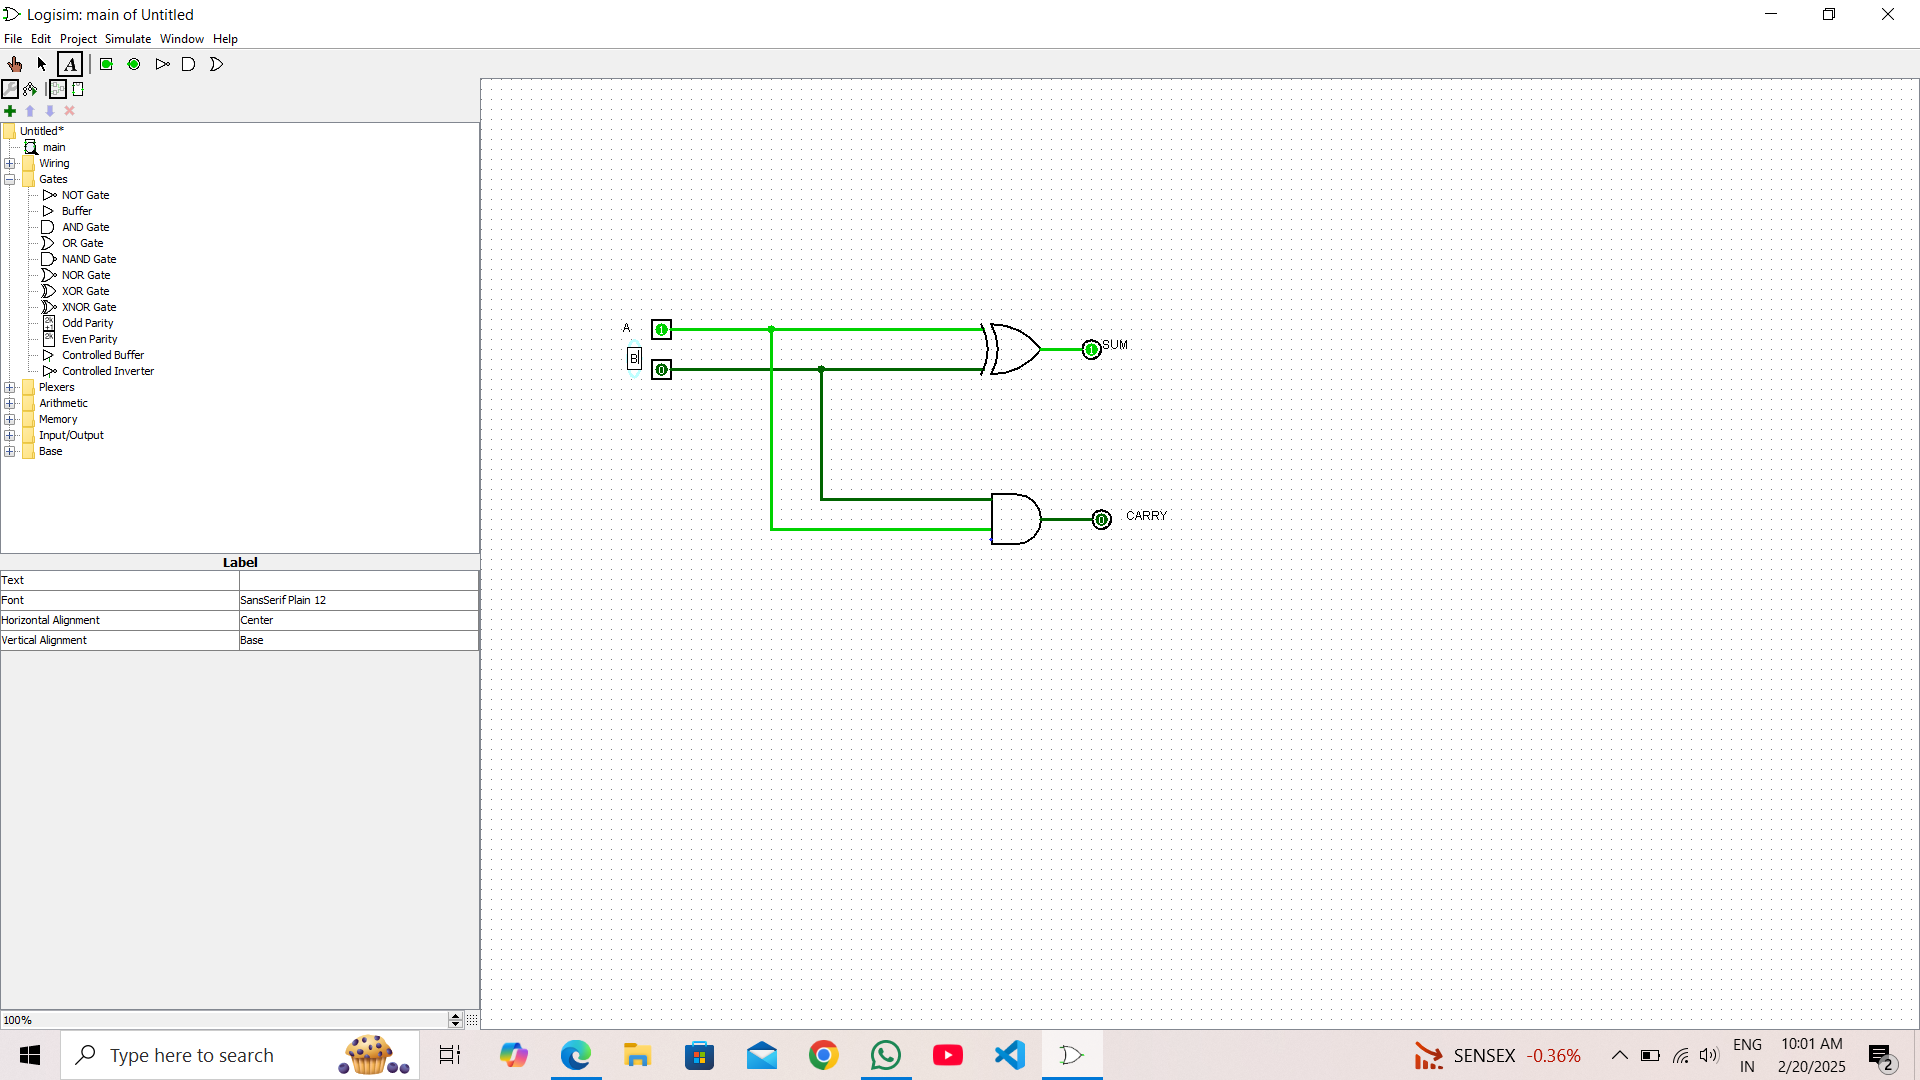 Logisim: main of Untitled
File Edit Project Simulate Window Help
A
Untitled*
main
Wiring
Gates
NOT Gate
Buffer
AND Gate
OR Gate
NAND Gate
NOR Gate
XOR Gate
XNOR Gate
Odd Parity
Even Parity
Controlled Buffer
Controlled Inverter
Plexers
Arithmetic
Memory
Input/Output
Base
Label
Text
Font SansSerif Plain 12
Horizontal Alignment Center
Vertical Alignment Base
100%
A 1
B 0
1 SUM
0 CARRY
Type here to search
SENSEX -0.36%
ENG
IN
10:01 AM
2/20/2025
2